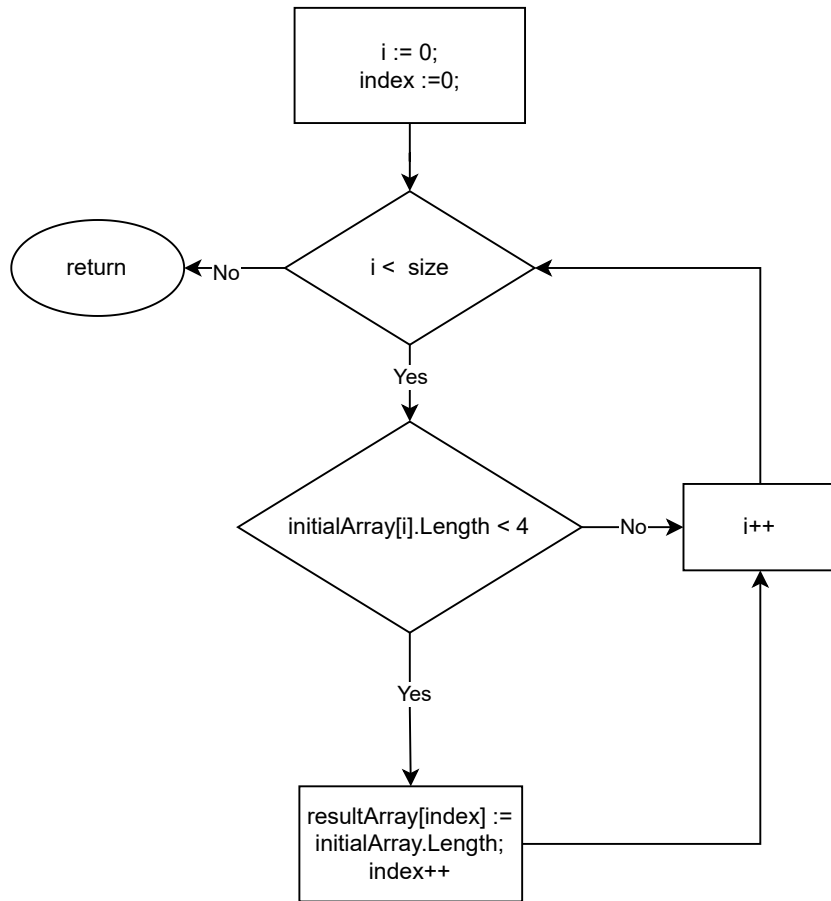 i := 0;
index :=0;
i <  size
return
No
Yes
initialArray[i].Length < 4
No
i++
Yes
resultArray[index] :=
initialArray.Length;
index++